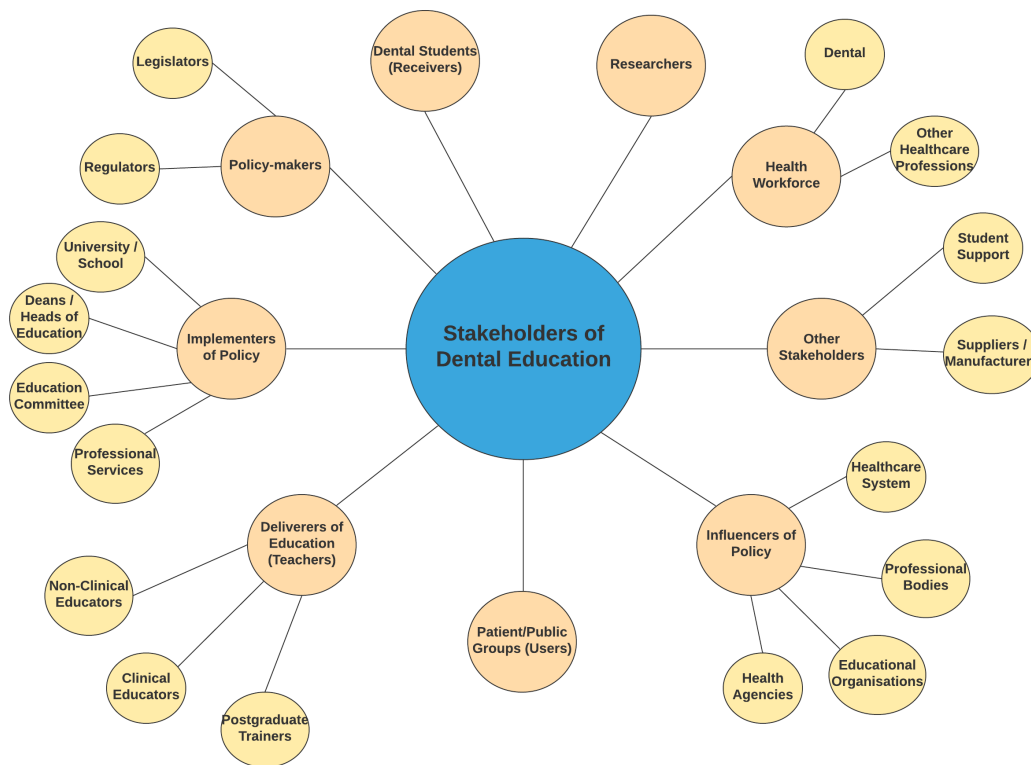 Dental Students
(Receivers)
Researchers
Dental
Legislators
Policy-makers
Regulators
Health
Workforce
Other
Healthcare
Professions
University /
School
Deans /
Heads of
Education
Education
Committee
Professional
Services
Implementers
of Policy
Stakeholders of
Dental Education
Other
Stakeholders
Student
Support
Suppliers /
Manufacturer
Deliverers of
Education
(Teachers)
Non-Clinical
Educators
Clinical
Educators
Postgraduate
Trainers
Patient/Public
Groups (Users)
Influencers of
Policy
Healthcare
System
Professional
Bodies
Educational
Organisations
Health
Agencies